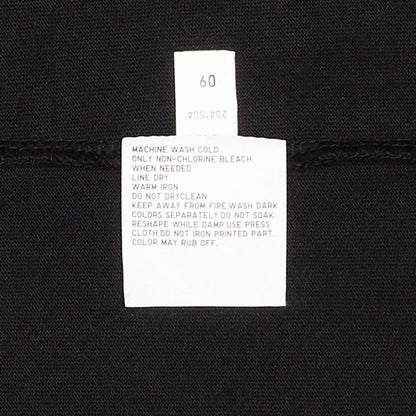 60
204'S04
MACHINE WASH COLD
ONLY NON-CHLORINE BLEACH
WHEN NEEDED
LINE DRY
WARM IRON
DO NOT DRYCLEAN
KEEP AWAY FROM FIRE.WASH DARK
COLORS SEPARATELY.DO NOT SOAK.
RESHAPE WHILE DAMP.USE PRESS
CLOTH.DO NOT IRON PRINTED PART.
COLOR MAY RUB OFF.